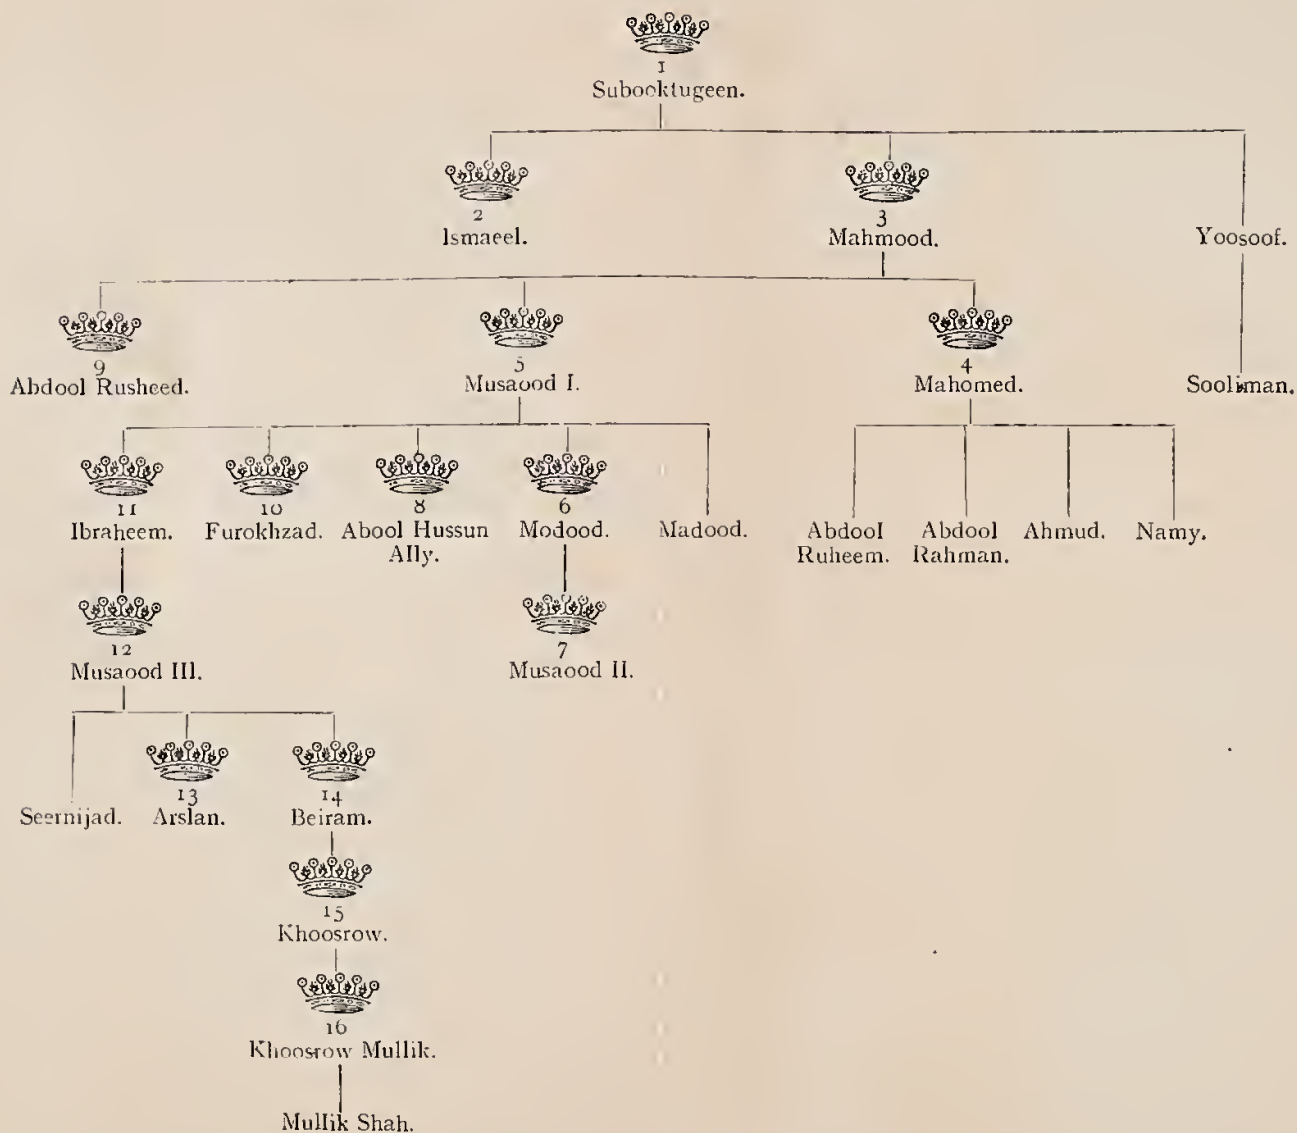 1
Subooktugeen.
2
Ismaeel.
3
Mahmood.
Yoosoof.
9
Abdool Rusheed.
5
Musaood I.
4
Mahomed.
Sooliman.
11
Ibraheem.
10
Furokhzad.
8
Abool Hussun
Ally.
6
Modood.
Madood.
Abdool
Ruheem.
Abdool
Rahman.
Ahmud.
Namy.
12
Musaood III.
7
Musaood II.
Seernijad.
13
Arslan.
14
Beiram.
15
Khoosrow.
16
Khoosrow Mullik.
Mullik Shah.